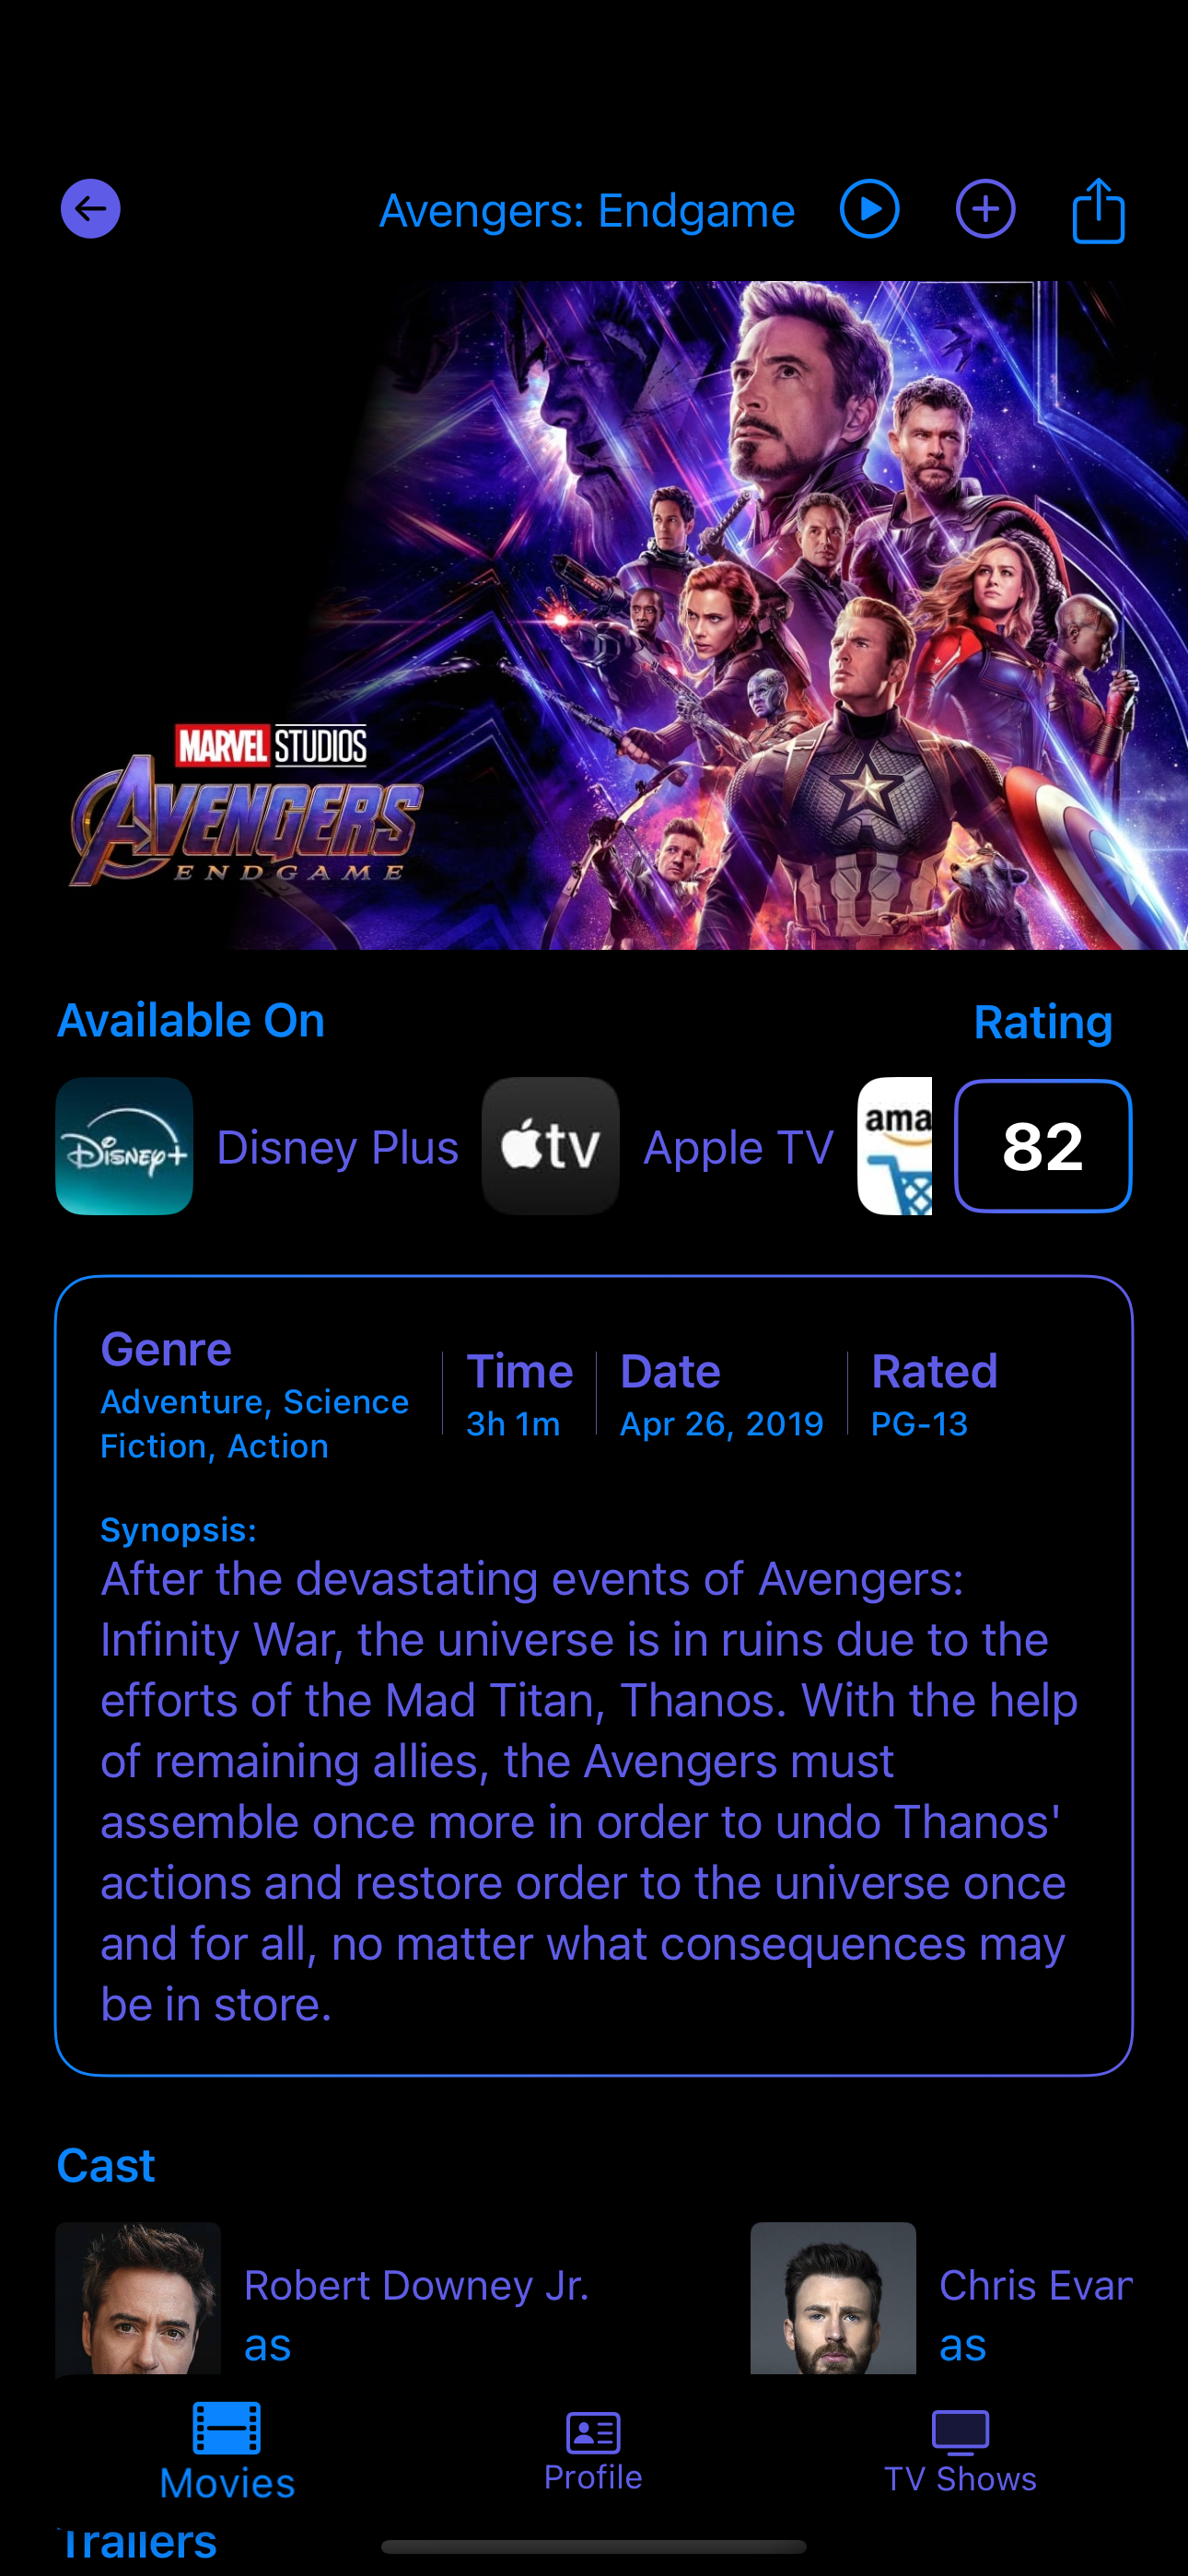 Avengers: Endgame
MARVEL STUDIOS
AVENGERS
ENDGAME
Available On
Rating
Disney+
Disney Plus
tv
Apple TV
ama
82
Genre
Time
Date
Rated
Adventure, Science
Fiction, Action
3h 1m
Apr 26, 2019
PG-13
Synopsis:
After the devastating events of Avengers:
Infinity War, the universe is in ruins due to the
efforts of the Mad Titan, Thanos. With the help
of remaining allies, the Avengers must
assemble once more in order to undo Thanos'
actions and restore order to the universe once
and for all, no matter what consequences may
be in store.
Cast
Robert Downey Jr.
as
Chris Evan
as
Movies
Profile
TV Shows
Trailers